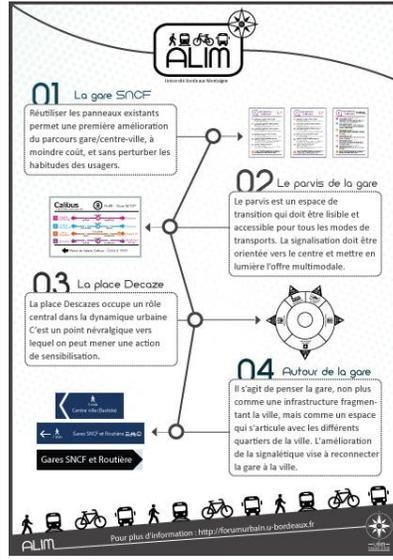 ALIM
Université Bordeaux Montaigne
01 La gare SNCF
Réutiliser les panneaux existants
permet une première amélioration
du parcours gare/centre-ville, à
moindre coût, et sans perturber les
habitudes des usagers.
02 Le parvis de la gare
Le parvis est un espace de
transition qui doit être lisible et
accessible pour tous les modes de
transports. La signalisation doit être
orientée vers le centre et mettre en
lumière l'offre multimodale.
Calibus
03 La place Decaze
La place Descazes occupe un rôle
central dans la dynamique urbaine
C'est un point névralgique vers
lequel on peut mener une action
de sensibilisation.
04 Autour de la gare
Il s'agit de penser la gare, non plus
comme une infrastructure fragmen-
tant la ville, mais comme un espace
qui s'articule avec les différents
quartiers de la ville. L'amélioration
de la signalétique vise à reconnecter
la gare à la ville.
Centre ville (Bastide)
Gares SNCF et Routière
Gares SNCF et Routière
ALIM
Pour plus d'information : http://forumurbain.u-bordeaux.fr